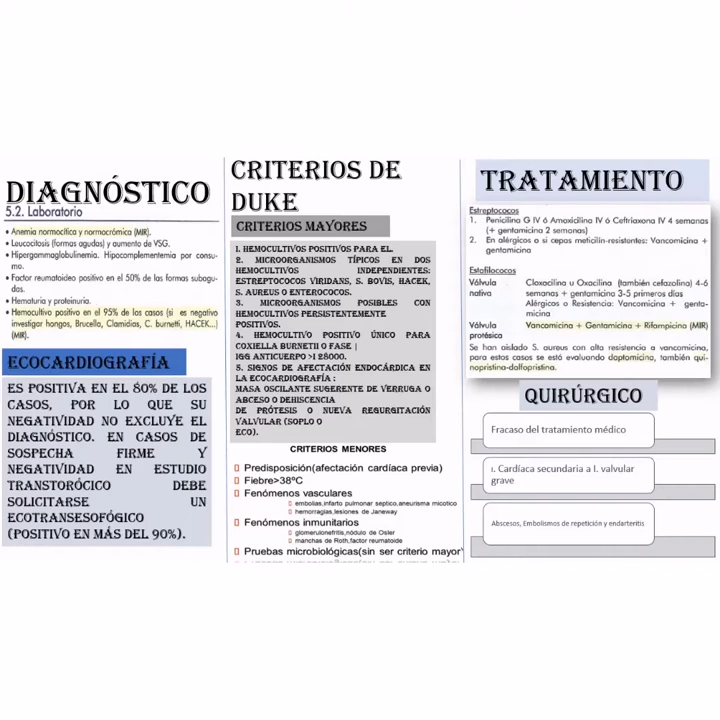 DIAGNÓSTICO
5.2. Laboratorio
• Anemia normocítica y normocrómica (MIR).
• Leucocitosis (formas agudas) y aumento de VSG.
• Hipergammaglobulinemia. Hipocomplementemia por consu-
mo.
• Factor reumatoideo positivo en el 50% de las formas subagu-
das.
• Hematuria y proteinuria.
• Hemocultivo positivo en el 95% de los casos (si es negativo
investigar hongos, Brucella, Clamidias, C. burnetti, HACEK...)
(MIR).
ECOCARDIOGRAFÍA
ES POSITIVA EN EL 80% DE LOS
CASOS, POR LO QUE SU
NEGATIVIDAD NO EXCLUYE EL
DIAGNÓSTICO. EN CASOS DE
SOSPECHA FIRME Y
NEGATIVIDAD EN ESTUDIO
TRANSTORÓCICO DEBE
SOLICITARSE UN
ECOTRANSESOFÓGICO
(POSITIVO EN MÁS DEL 90%).
CRITERIOS DE
DUKE
CRITERIOS MAYORES
1. HEMOCULTIVOS POSITIVOS PARA EI.
2. MICROORGANISMOS TÍPICOS EN DOS
HEMOCULTIVOS INDEPENDIENTES:
ESTREPTOCOCOS VIRIDANS, S. BOVIS, HACEK,
S. AUREUS O ENTEROCOCOS.
3. MICROORGANISMOS POSIBLES CON
HEMOCULTIVOS PERSISTENTEMENTE
POSITIVOS.
4. HEMOCULTIVO POSITIVO ÚNICO PARA
COXIELLA BURNETII O FASE |
IGG ANTICUERPO >1 28000.
5. SIGNOS DE AFECTACIÓN ENDOCÁRDICA EN
LA ECOCARDIOGRAFÍA :
MASA OSCILANTE SUGERENTE DE VERRUGA O
ABCESO O DEHISCENCIA
DE PRÓTESIS O NUEVA REGURGITACIÓN
VALVULAR (SOPLO O
ECO).
CRITERIOS MENORES
Predisposición(afectación cardíaca previa)
Fiebre>38ºC
Fenómenos vasculares
embolias,infarto pulmonar septico,aneurisma micotico
hemorragias,lesiones de Janeway
Fenómenos inmunitarios
glomerulonefritis,nódulo de Osler
manchas de Roth,factor reumatoide
Pruebas microbiológicas(sin ser criterio mayor)
TRATAMIENTO
Estreptococos
1. Penicilina G IV ó Amoxicilina IV ó Ceftriaxona IV 4 semanas
(+ gentamicina 2 semanas)
2. En alérgicos o si cepas meticilin-resistentes: Vancomicina +
gentamicina
Estafilococos
Válvula nativa Cloxacilina u Oxacilina (también cefazolina) 4-6
semanas + gentamicina 3-5 primeros días
Alérgicos o Resistencia: Vancomicina + genta-
micina
Válvula protésica Vancomicina + Gentamicina + Rifampicina (MIR)
Se han aislado S. aureus con alta resistencia a vancomicina,
para estos casos se está evaluando daptomicina, también qui-
nopristina-dalfopristina.
QUIRÚRGICO
Fracaso del tratamiento médico
I. Cardíaca secundaria a I. valvular
grave
Abscesos, Embolismos de repetición y endarteritis